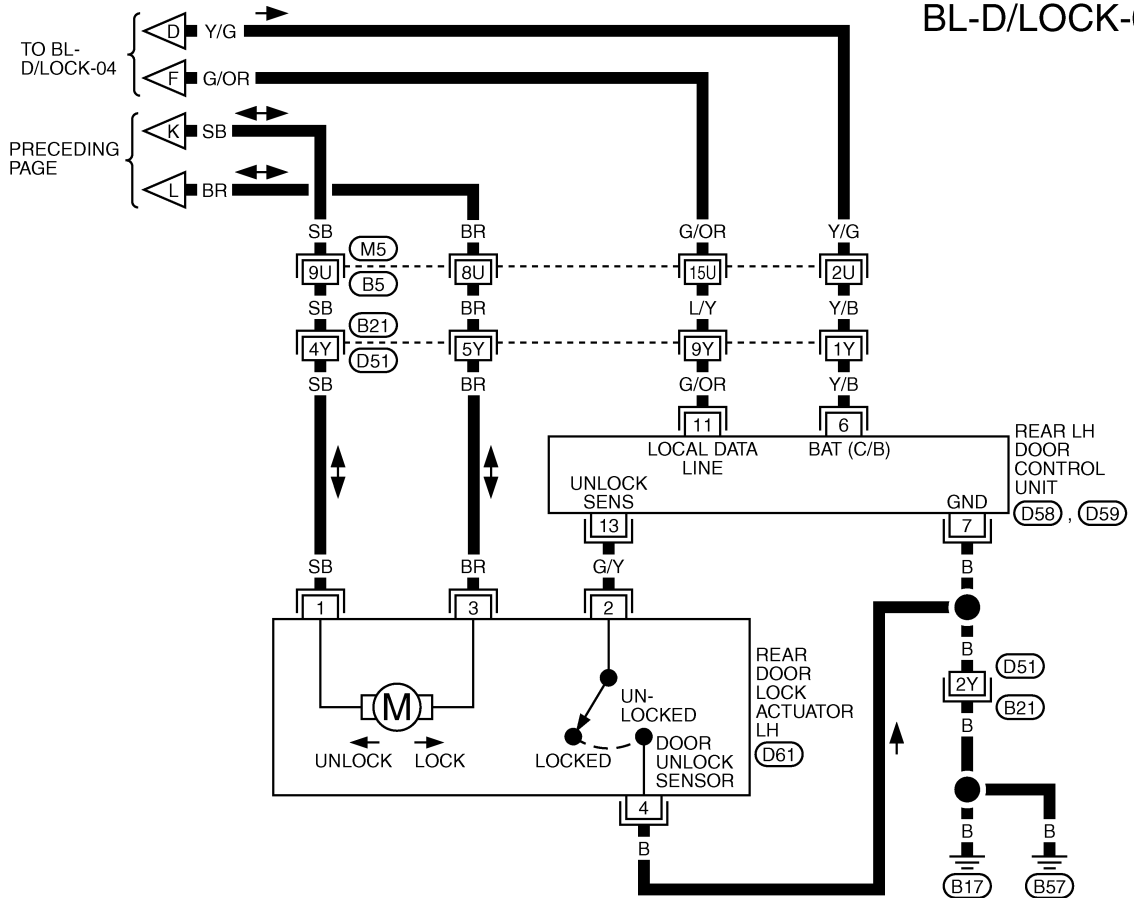 BL-D/LOCK-
TO BL-
D/LOCK-04
D Y/G
F G/OR
PRECEDING
PAGE
K SB
L BR
SB BR G/OR Y/G
M5
9U 8U 15U 2U
B5
SB BR L/Y Y/B
B21
4Y 5Y 9Y 1Y
D51
SB BR G/OR Y/B
11 6
LOCAL DATA
LINE
BAT (C/B)
UNLOCK
SENS
GND
REAR LH
DOOR
CONTROL
UNIT
D58 , D59
13 7
SB BR G/Y B
1 3 2
B
D51
2Y
B21
B
M
UNLOCK LOCK
UN-
LOCKED
LOCKED
DOOR
UNLOCK
SENSOR
REAR
DOOR
LOCK
ACTUATOR
LH
D61
4
B
B B
B17 B57